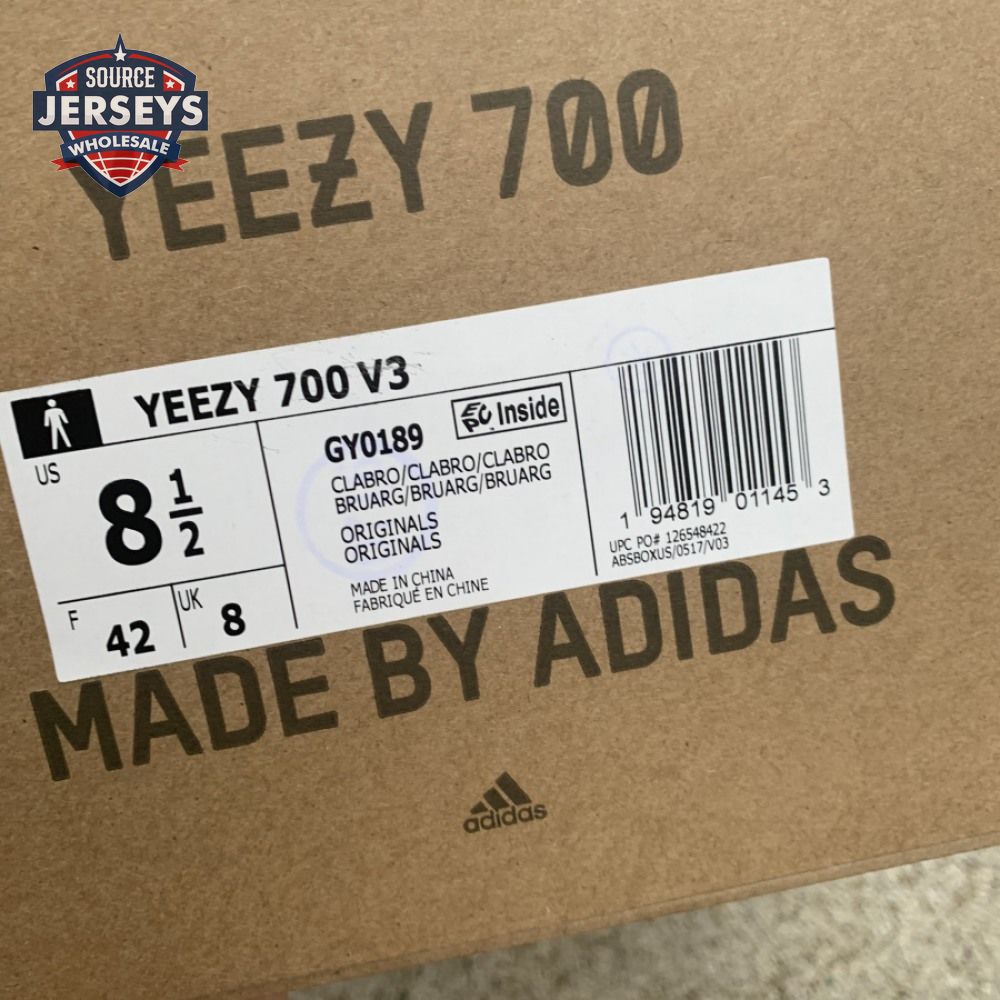 SOURCE
JERSEYS
WHOLESALE
YEEZY 700
YEEZY 700 V3
US
8 1/2
F
42
UK
8
GY0189
EPC Inside
CLABRO/CLABRO/CLABRO
BRUARG/BRUARG/BRUARG
ORIGINALS
ORIGINALS
MADE IN CHINA
FABRIQUÉ EN CHINE
1 94819 01145 3
UPC PO# 126548422
ABSBOXUS/0517/V03
MADE BY ADIDAS
adidas